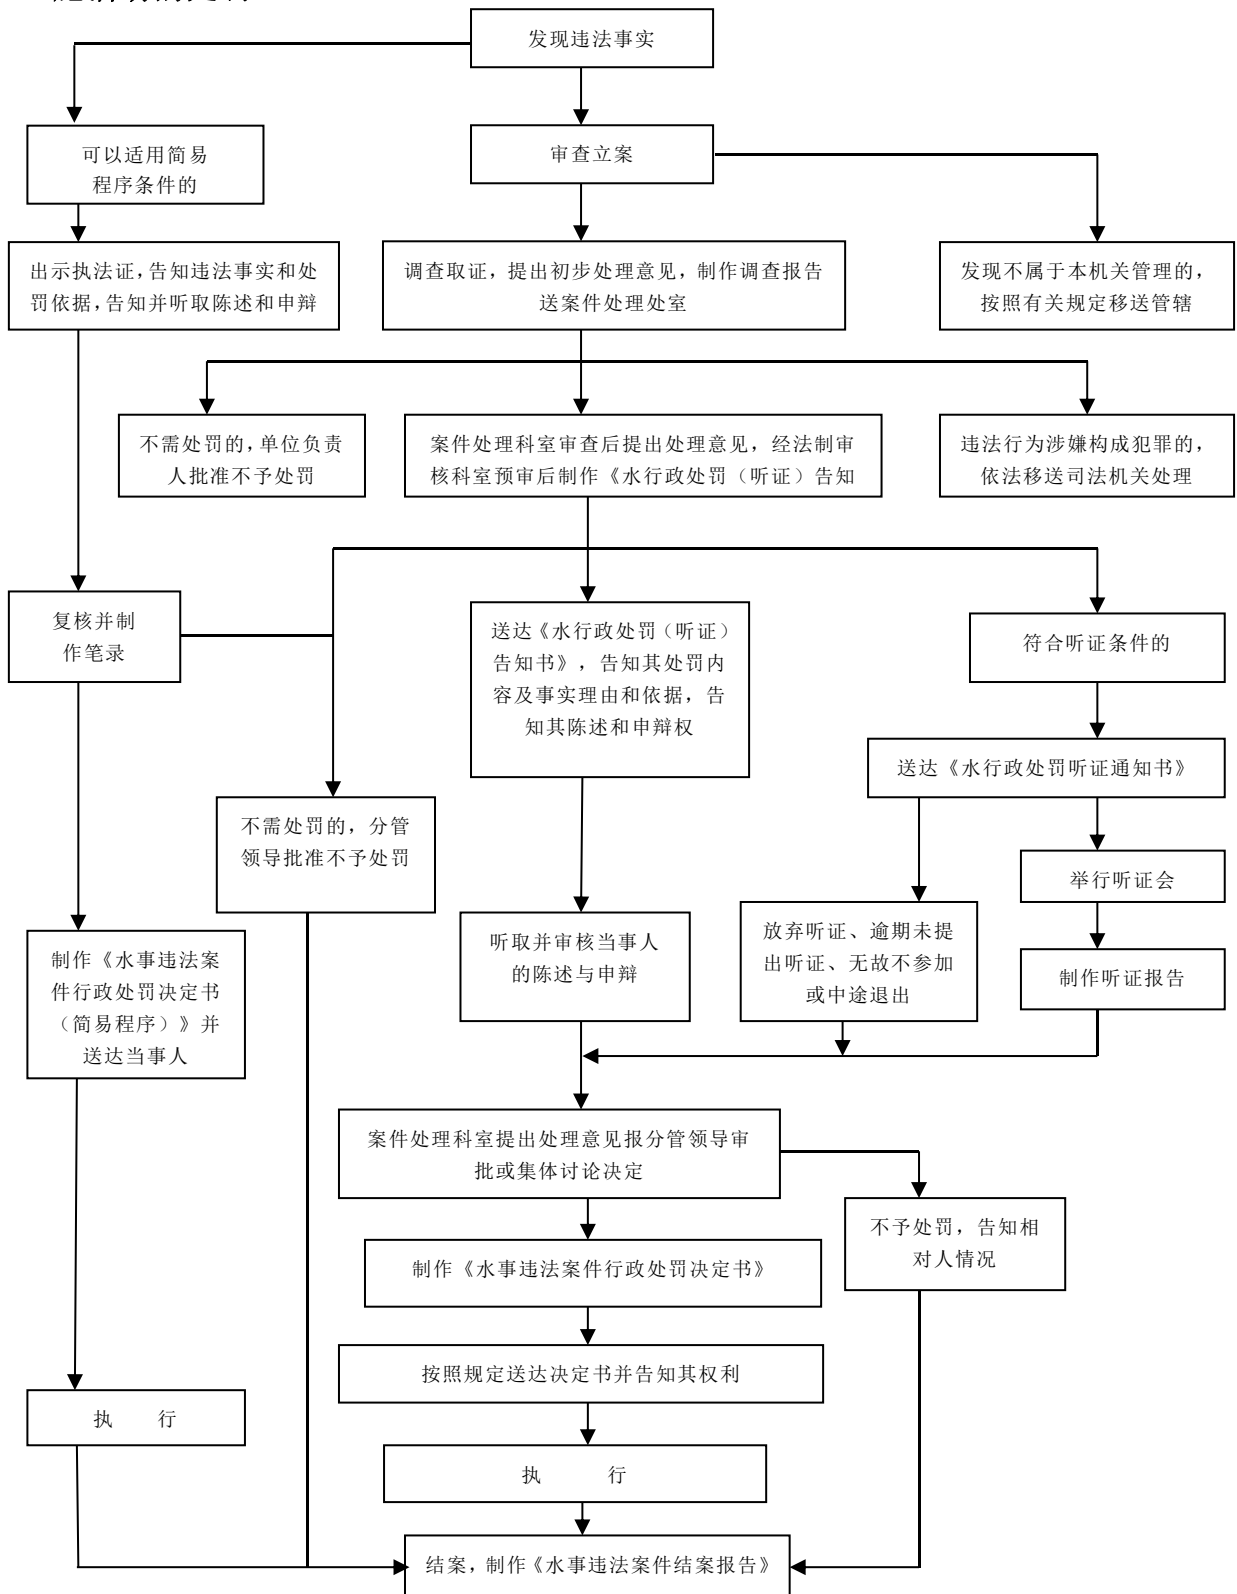 发现违法事实
可以适用简易
程序条件的
审查立案
出示执法证，告知违法事实和处
罚依据，告知并听取陈述和申辩
调查取证，提出初步处理意见，制作调查报告
送案件处理处室
发现不属于本机关管理的，
按照有关规定移送管辖
不需处罚的，单位负责
人批准不予处罚
案件处理科室审查后提出处理意见，经法制审
核科室预审后制作《水行政处罚（听证）告知
违法行为涉嫌构成犯罪的，
依法移送司法机关处理
复核并制
作笔录
送达《水行政处罚（听证）
告知书》，告知其处罚内
容及事实理由和依据，告
知其陈述和申辩权
符合听证条件的
送达《水行政处罚听证通知书》
不需处罚的，分管
领导批准不予处罚
举行听证会
听取并审核当事人
的陈述与申辩
放弃听证、逾期未提
出听证、无故不参加
或中途退出
制作听证报告
制作《水事违法案
件行政处罚决定书
（简易程序）》并
送达当事人
案件处理科室提出处理意见报分管领导审
批或集体讨论决定
不予处罚，告知相
对人情况
制作《水事违法案件行政处罚决定书》
按照规定送达决定书并告知其权利
执 行
执 行
结案，制作《水事违法案件结案报告》